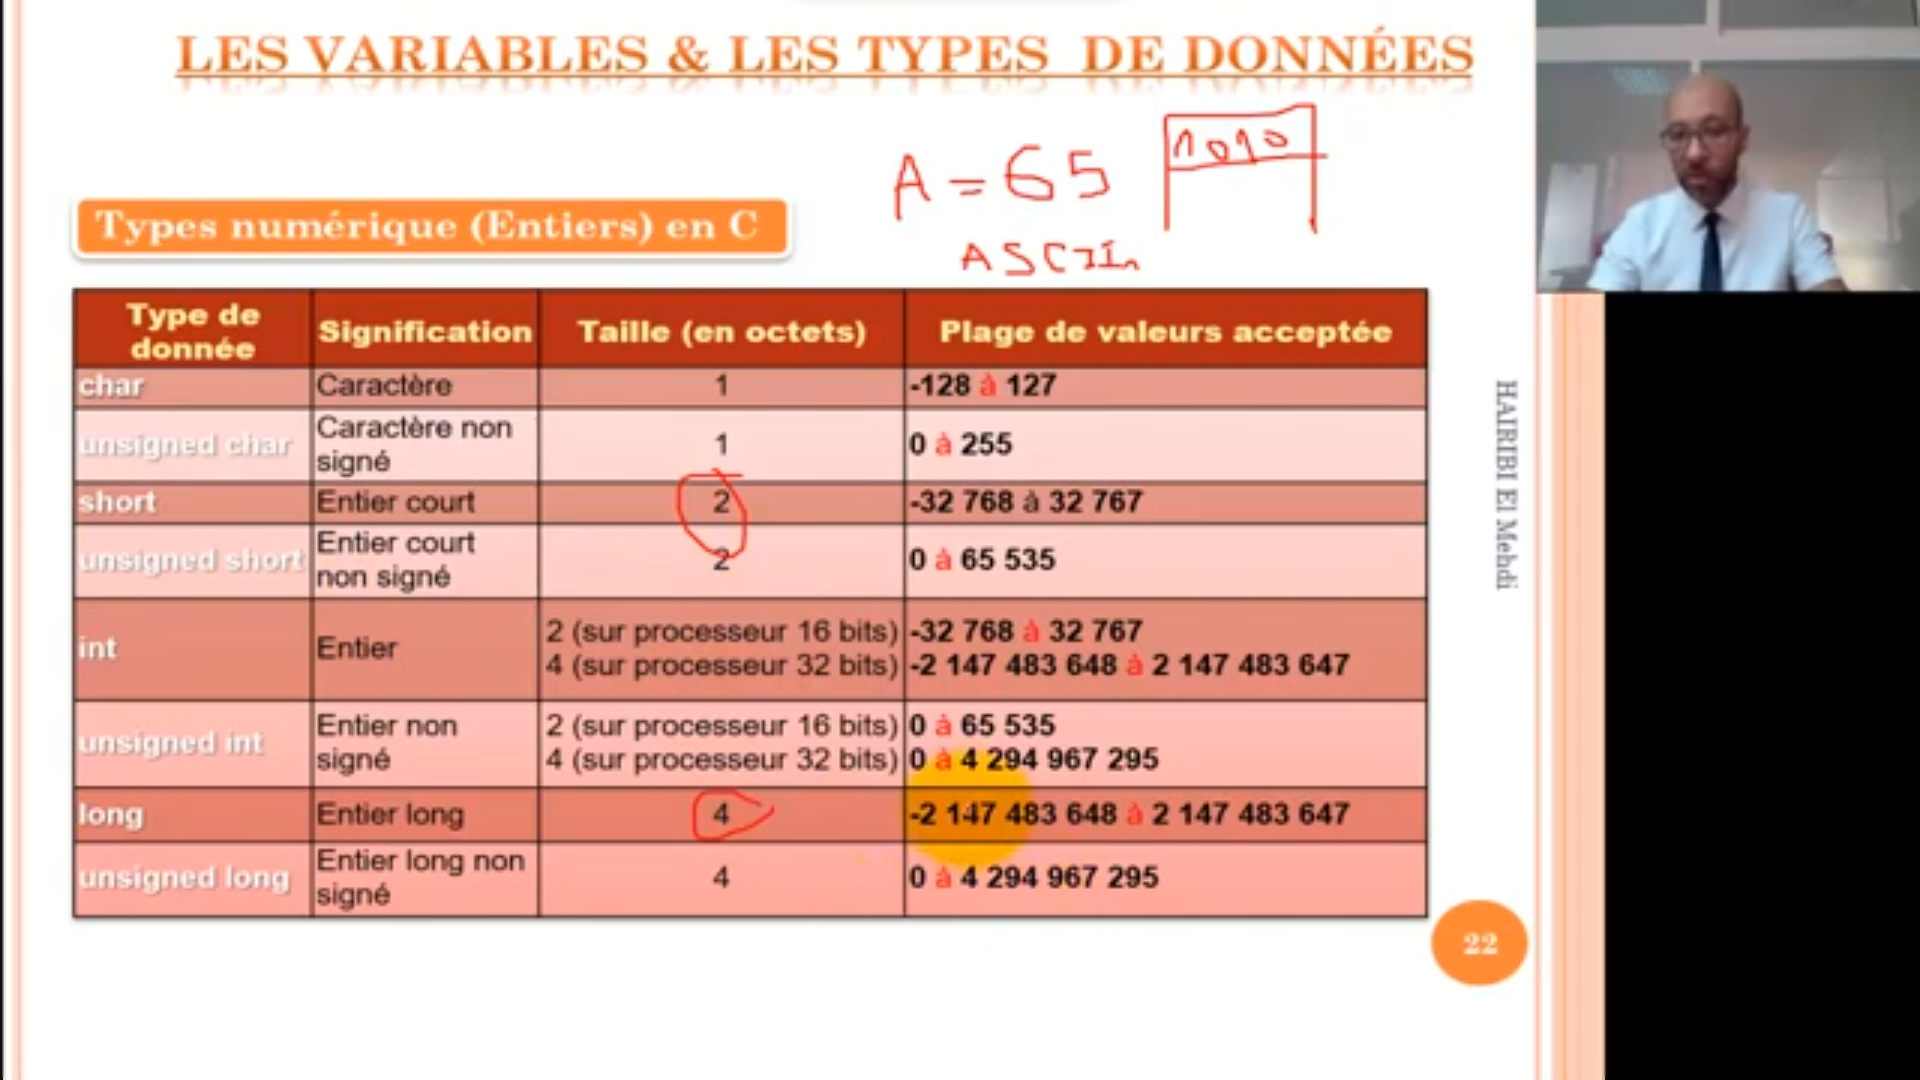 LES VARIABLES & LES TYPES DE DONNÉES
A = 65
1010
ASCII
Types numérique (Entiers) en C
Type de donnée Signification Taille (en octets) Plage de valeurs acceptée
char Caractère 1 -128 à 127
unsigned char Caractère non signé 1 0 à 255
short Entier court 2 -32 768 à 32 767
unsigned short Entier court non signé 2 0 à 65 535
int Entier 2 (sur processeur 16 bits) -32 768 à 32 767
4 (sur processeur 32 bits) -2 147 483 648 à 2 147 483 647
unsigned int Entier non signé 2 (sur processeur 16 bits) 0 à 65 535
4 (sur processeur 32 bits) 0 à 4 294 967 295
long Entier long 4 -2 147 483 648 à 2 147 483 647
unsigned long Entier long non signé 4 0 à 4 294 967 295
HAIRIBI El Mehdi
22